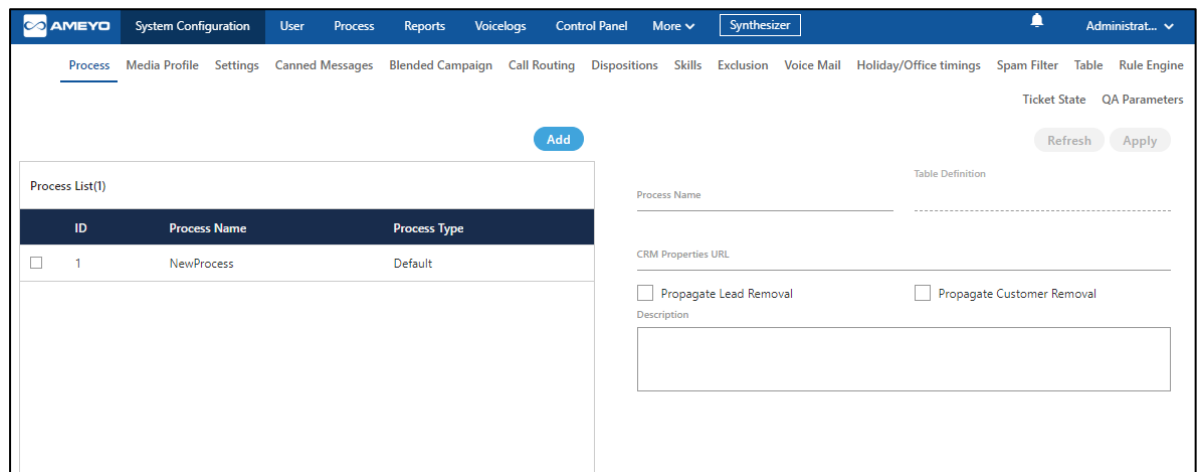 AMEYO System Configuration User Process Reports Voicelogs Control Panel More Synthesizer Administrat...
Process Media Profile Settings Canned Messages Blended Campaign Call Routing Dispositions Skills Exclusion Voice Mail Holiday/Office timings Spam Filter Table Rule Engine
Ticket State QA Parameters
Add Refresh Apply
Process List(1)
ID Process Name Process Type
1 NewProcess Default
Table Definition
Process Name
CRM Properties URL
Propagate Lead Removal Propagate Customer Removal
Description